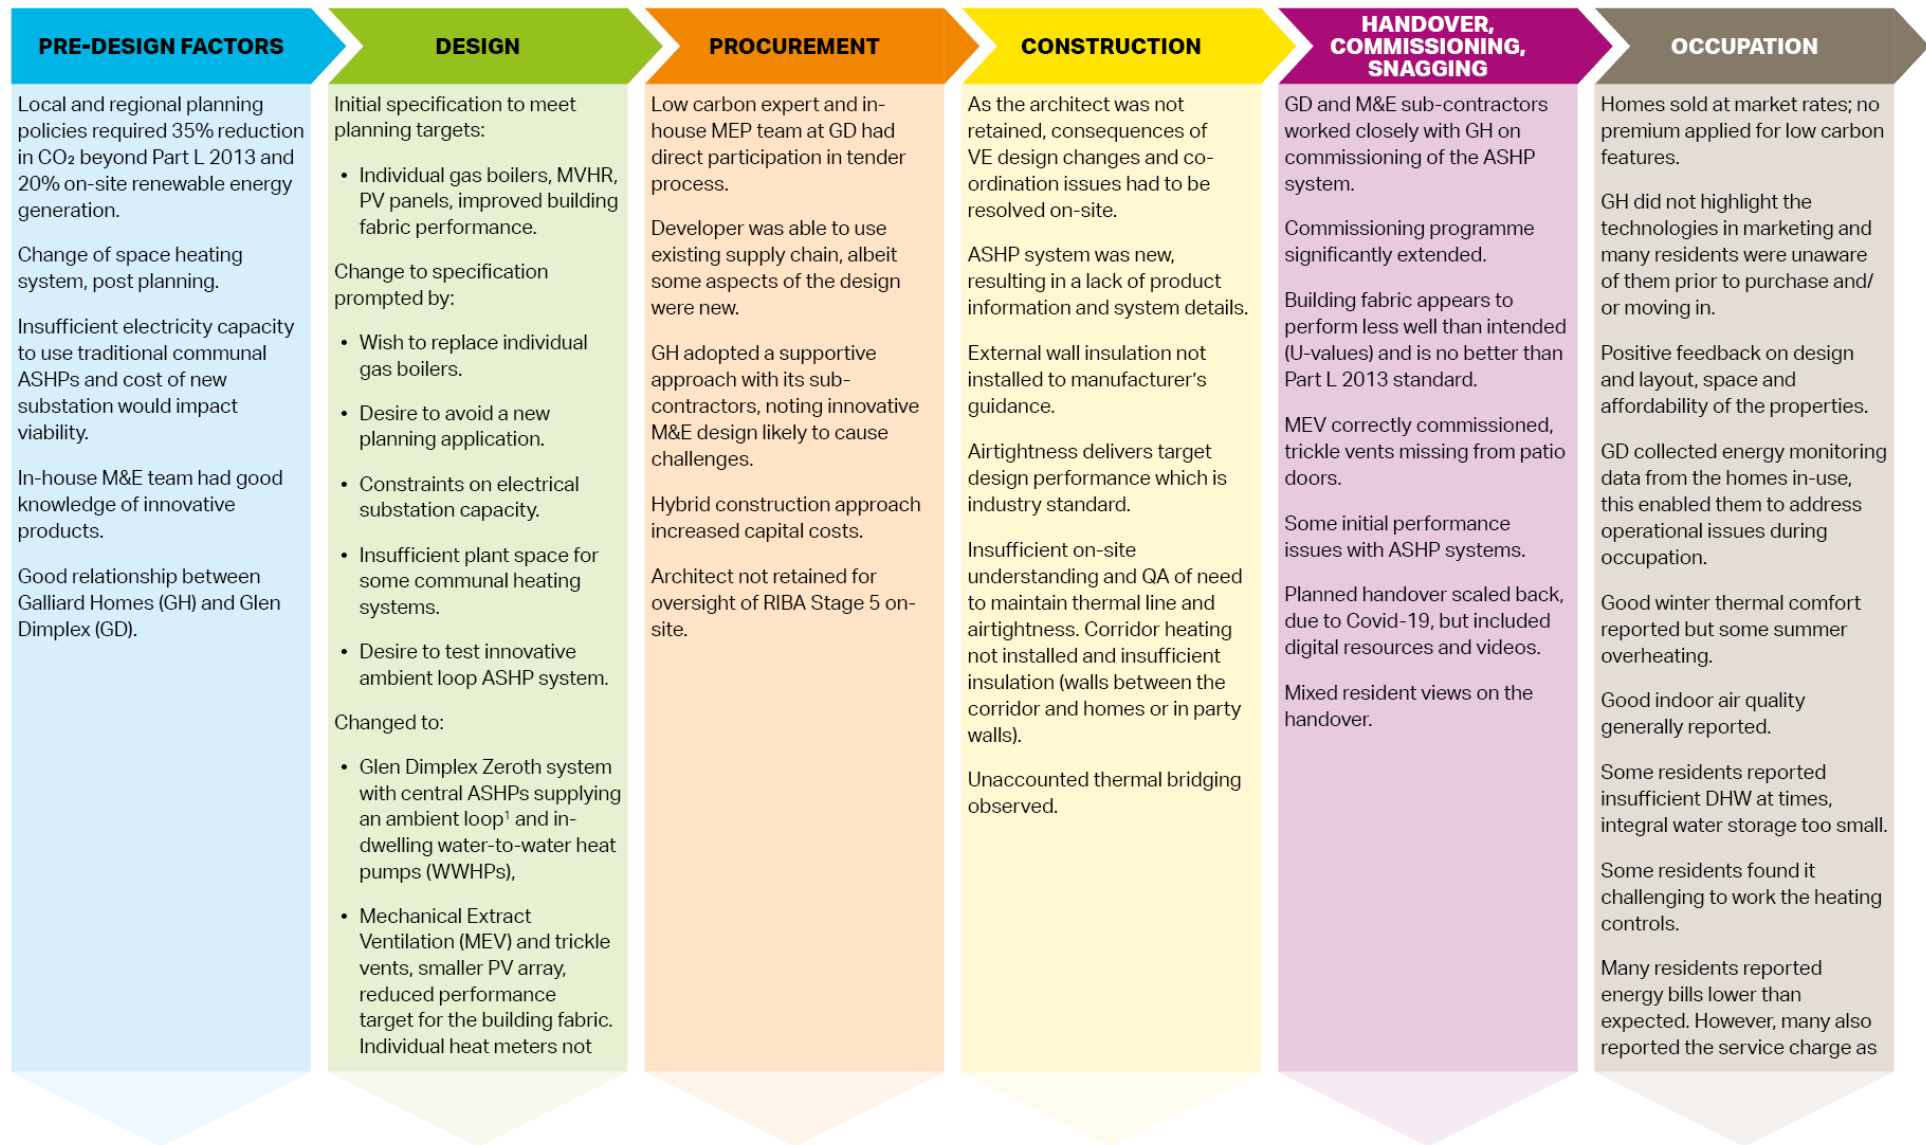 PRE-DESIGN FACTORS
Local and regional planning
policies required 35% reduction
in CO₂ beyond Part L 2013 and
20% on-site renewable energy
generation.
Change of space heating
system, post planning.
Insufficient electricity capacity
to use traditional communal
ASHPs and cost of new
substation would impact
viability.
In-house M&E team had good
knowledge of innovative
products.
Good relationship between
Galliard Homes (GH) and Glen
Dimplex (GD).
DESIGN
Initial specification to meet
planning targets:
• Individual gas boilers, MVHR,
PV panels, improved building
fabric performance.
Change to specification
prompted by:
• Wish to replace individual
gas boilers.
• Desire to avoid a new
planning application.
• Constraints on electrical
substation capacity.
• Insufficient plant space for
some communal heating
systems.
• Desire to test innovative
ambient loop ASHP system.
Changed to:
• Glen Dimplex Zeroth system
with central ASHPs supplying
an ambient loop¹ and in-
dwelling water-to-water heat
pumps (WWHPs),
• Mechanical Extract
Ventilation (MEV) and trickle
vents, smaller PV array,
reduced performance
target for the building fabric.
Individual heat meters not
PROCUREMENT
Low carbon expert and in-
house MEP team at GD had
direct participation in tender
process.
Developer was able to use
existing supply chain, albeit
some aspects of the design
were new.
GH adopted a supportive
approach with its sub-
contractors, noting innovative
M&E design likely to cause
challenges.
Hybrid construction approach
increased capital costs.
Architect not retained for
oversight of RIBA Stage 5 on-
site.
CONSTRUCTION
As the architect was not
retained, consequences of
VE design changes and co-
ordination issues had to be
resolved on-site.
ASHP system was new,
resulting in a lack of product
information and system details.
External wall insulation not
installed to manufacturer’s
guidance.
Airtightness delivers target
design performance which is
industry standard.
Insufficient on-site
understanding and QA of need
to maintain thermal line and
airtightness. Corridor heating
not installed and insufficient
insulation (walls between the
corridor and homes or in party
walls).
Unaccounted thermal bridging
observed.
HANDOVER,
COMMISSIONING,
SNAGGING
GD and M&E sub-contractors
worked closely with GH on
commissioning of the ASHP
system.
Commissioning programme
significantly extended.
Building fabric appears to
perform less well than intended
(U-values) and is no better than
Part L 2013 standard.
MEV correctly commissioned,
trickle vents missing from patio
doors.
Some initial performance
issues with ASHP systems.
Planned handover scaled back,
due to Covid-19, but included
digital resources and videos.
Mixed resident views on the
handover.
OCCUPATION
Homes sold at market rates; no
premium applied for low carbon
features.
GH did not highlight the
technologies in marketing and
many residents were unaware
of them prior to purchase and/
or moving in.
Positive feedback on design
and layout, space and
affordability of the properties.
GD collected energy monitoring
data from the homes in-use,
this enabled them to address
operational issues during
occupation.
Good winter thermal comfort
reported but some summer
overheating.
Good indoor air quality
generally reported.
Some residents reported
insufficient DHW at times,
integral water storage too small.
Some residents found it
challenging to work the heating
controls.
Many residents reported
energy bills lower than
expected. However, many also
reported the service charge as